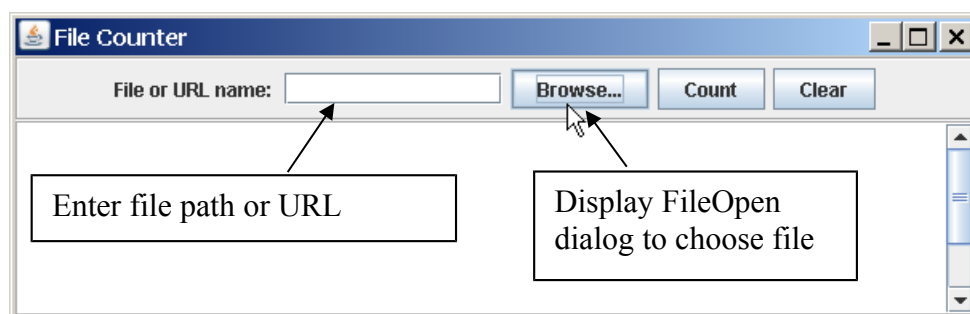 File Counter
File or URL name: Browse... Count Clear
Enter file path or URL
Display FileOpen
dialog to choose file